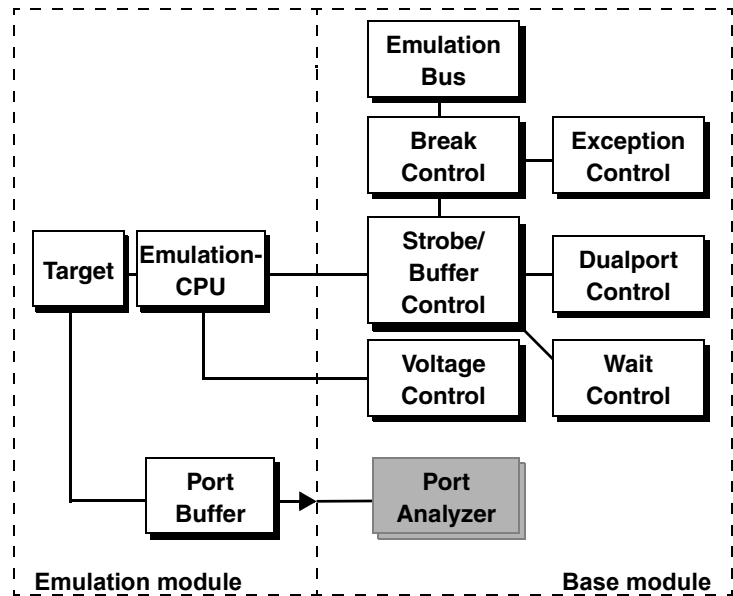 Emulation
Bus
Break
Control
Exception
Control
Target
Emulation-
CPU
Strobe/
Buffer
Control
Dualport
Control
Voltage
Control
Wait
Control
Port
Buffer
Port
Analyzer
Emulation module
Base module